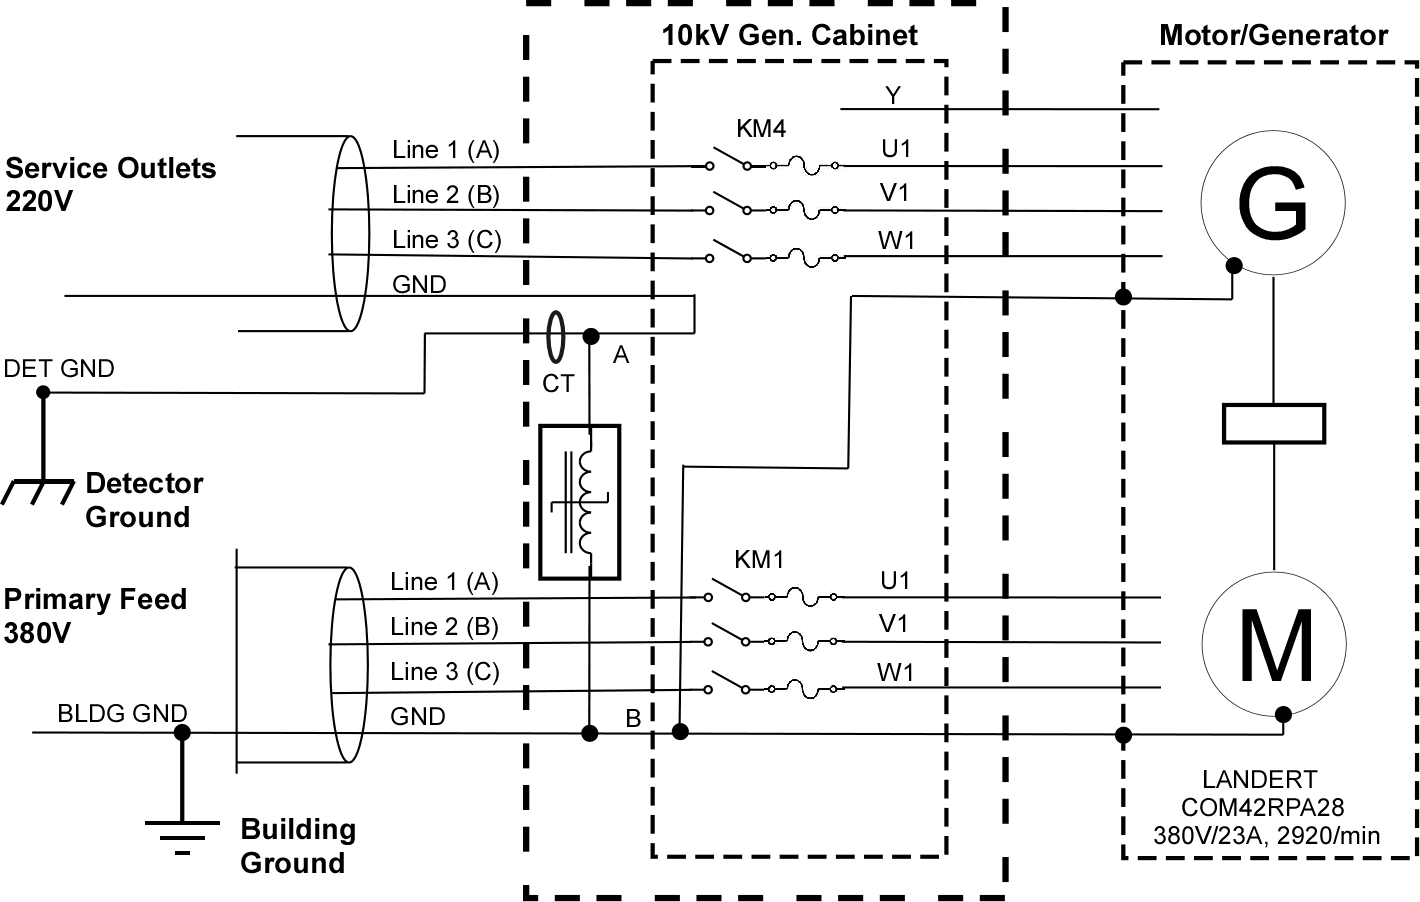 10kV Gen. Cabinet
Motor/Generator
Y
KM4
Line 1 (A)
U1
Service Outlets
220V
Line 2 (B)
V1
G
Line 3 (C)
W1
GND
A
DET GND
CT
Detector
Ground
KM1
Line 1 (A)
U1
Primary Feed
380V
Line 2 (B)
V1
M
Line 3 (C)
W1
BLDG GND
GND
B
LANDERT
COM42RPA28
380V/23A, 2920/min
Building
Ground